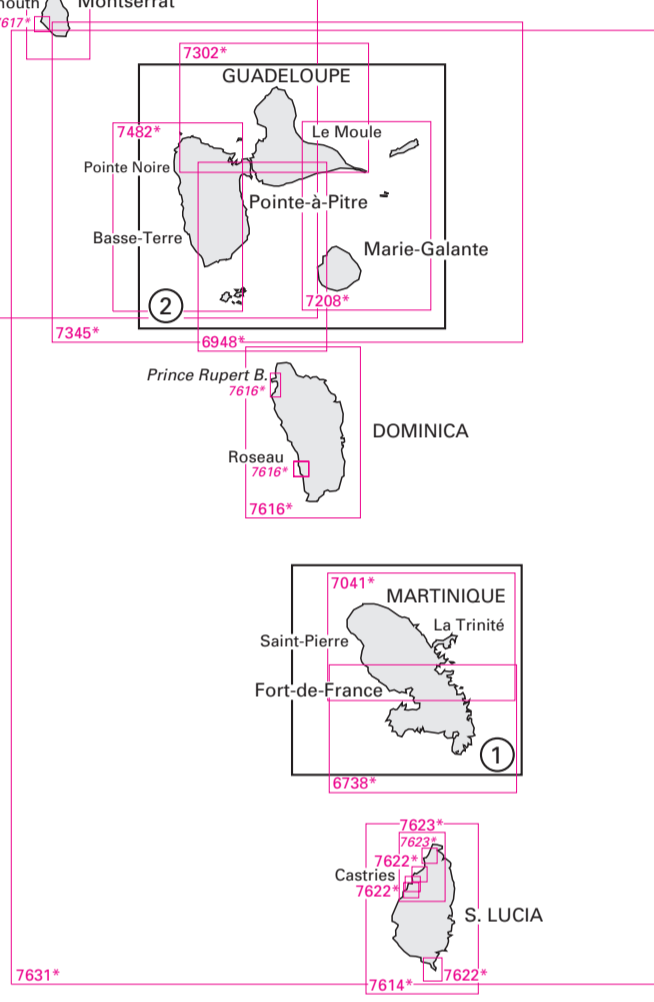 Montserrat
7617*
7302*
GUADELOUPE
7482*
Le Moule
Pointe Noire
Pointe-à-Pitre
Basse-Terre
Marie-Galante
2
7208*
7345*
6948*
Prince Rupert B.
7616*
DOMINICA
Roseau
7616*
7616*
7041*
MARTINIQUE
La Trinité
Saint-Pierre
Fort-de-France
1
6738*
7623*
7623*
7622*
Castries
7622*
S. LUCIA
7631*
7622*
7614*